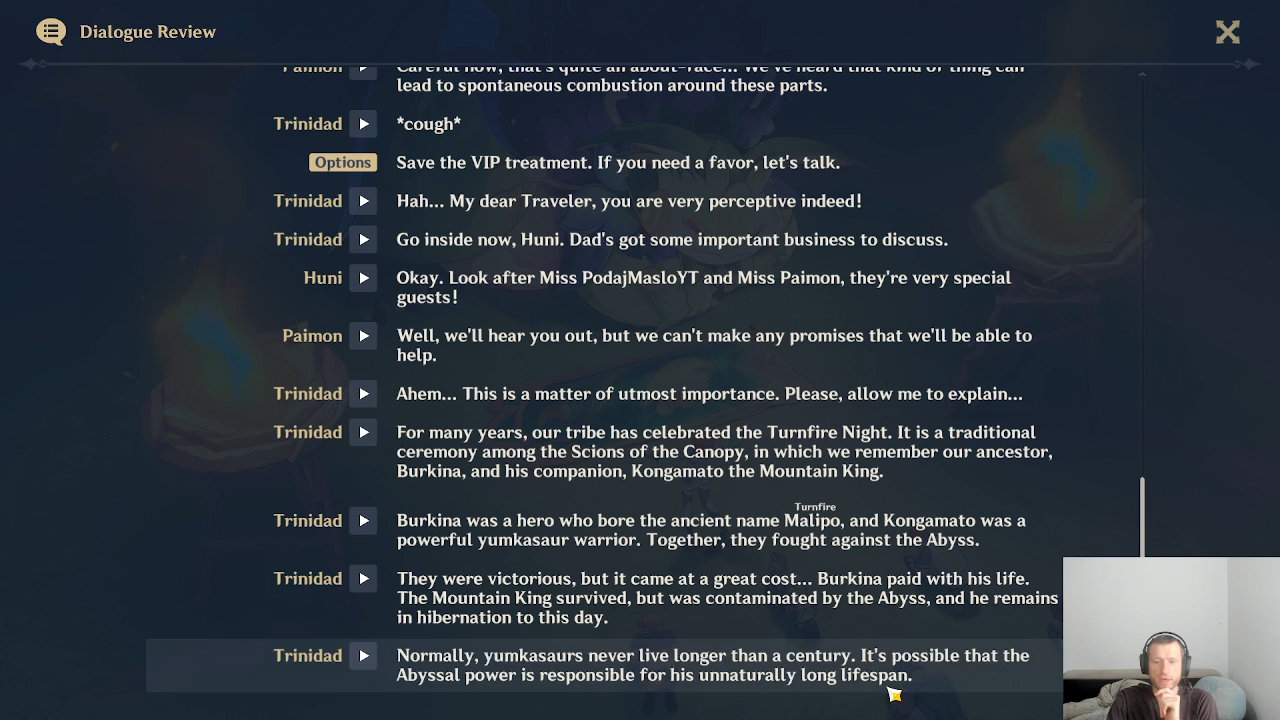 Dialogue Review
Paimon Careful now, that's quite an about-face... We've heard that kind of thing can
lead to spontaneous combustion around these parts.
Trinidad *cough*
Options Save the VIP treatment. If you need a favor, let's talk.
Trinidad Hah... My dear Traveler, you are very perceptive indeed!
Trinidad Go inside now, Huni. Dad's got some important business to discuss.
Huni Okay. Look after Miss PodajMasloYT and Miss Paimon, they're very special
guests!
Paimon Well, we'll hear you out, but we can't make any promises that we'll be able to
help.
Trinidad Ahem... This is a matter of utmost importance. Please, allow me to explain...
Trinidad For many years, our tribe has celebrated the Turnfire Night. It is a traditional
ceremony among the Scions of the Canopy, in which we remember our ancestor,
Burkina, and his companion, Kongamato the Mountain King.
Turnfire
Trinidad Burkina was a hero who bore the ancient name Malipo, and Kongamato was a
powerful yumkasaur warrior. Together, they fought against the Abyss.
Trinidad They were victorious, but it came at a great cost... Burkina paid with his life.
The Mountain King survived, but was contaminated by the Abyss, and he remains
in hibernation to this day.
Trinidad Normally, yumkasaurs never live longer than a century. It's possible that the
Abyssal power is responsible for his unnaturally long lifespan.